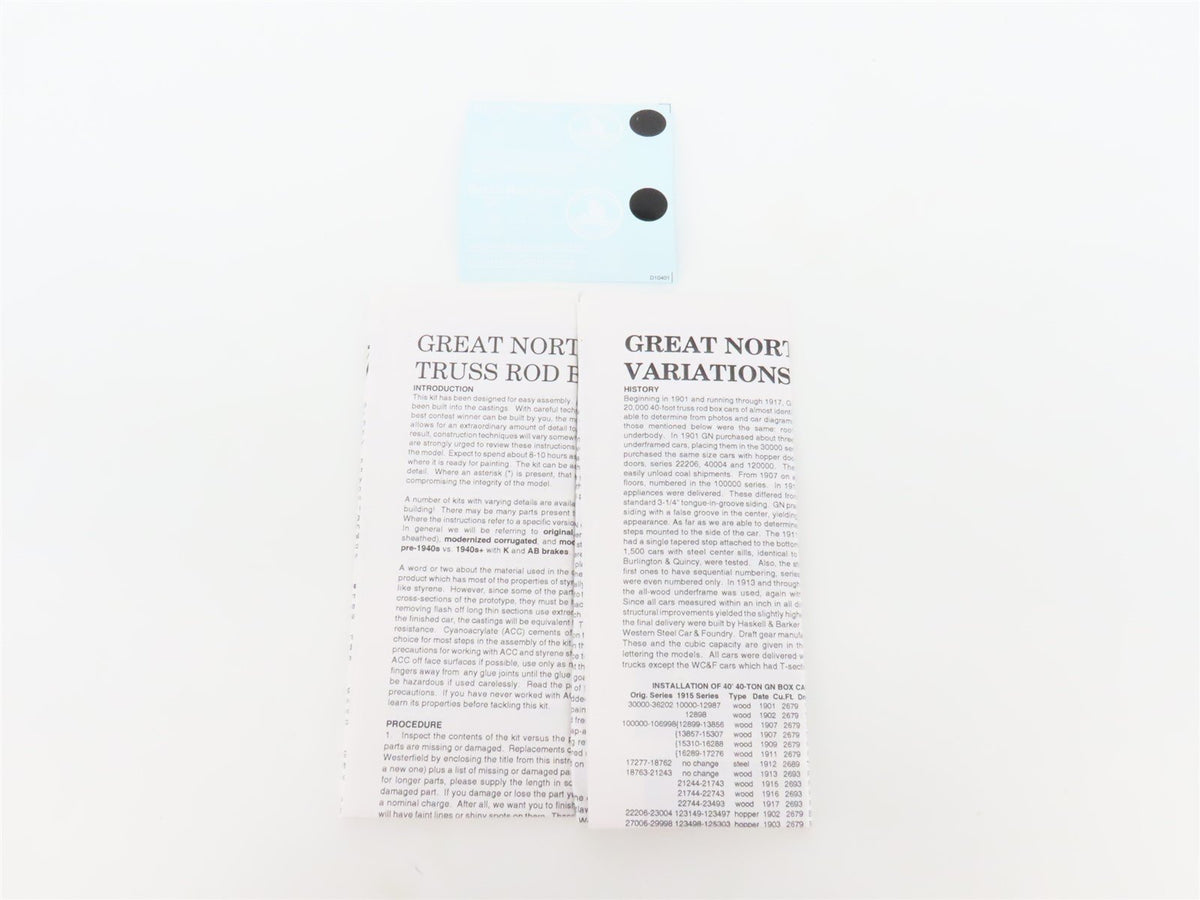 D10401
GREAT NORT
TRUSS ROD B
INTRODUCTION
This kit has been designed for easy assembly.
been built into the castings. With careful tech
best contest winner can be built by you, the m
allows for an extraordinary amount of detail to
result, construction techniques will vary somewh
are strongly urged to review these instructions
the model. Expect to spend about 8-10 hours as
where it is ready for painting. The kit can be a
detail. Where an asterisk (*) is present, that
compromising the integrity of the model.
A number of kits with varying details are availa
building! There may be many parts present
Where the instructions refer to a specific versio
In general we will be referring to original
sheathed), modernized corrugated, and mod
pre-1940s vs. 1940s+ with K and AB brakes.
A word or two about the material used in the
product which has most of the properties of sty
like styrene. However, since some of the part
cross-sections of the prototype, they must be
removing flash off long thin sections use extre
the finished car, the castings will be equivalent
resistance. Cyanoacrylate (ACC) cements
choice for most steps in the assembly of the kit
precautions for working with ACC and styrene
ACC off face surfaces if possible, use only as
fingers away from any glue joints until the glue
be hazardous if used carelessly. Read the
precautions. If you have never worked with A
learn its properties before tackling this kit.
PROCEDURE
1. Inspect the contents of the kit versus the
parts are missing or damaged. Replacements
Westerfield by enclosing the title from this instr
a new one) plus a list of missing or damaged pa
for longer parts, please supply the length in sc
damaged part. If you damage or lose the part y
a nominal charge. After all, we want you to finish
will have faint lines or shiny spots on them. These
GREAT NORT
VARIATIONS
HISTORY
Beginning in 1901 and running through 1917, G
20,000 40-foot truss rod box cars of almost ident
able to determine from photos and car diagram
those mentioned below were the same: roof
underbody. In 1901 GN purchased about three
underframed cars, placing them in the 30000 se
purchased the same size cars with hopper doo
doors, series 22206, 40004 and 120000. The
easily unload coal shipments. From 1907 on
floors, numbered in the 100000 series. In 191
appliances were delivered. These differed from
standard 3-1/4" tongue-in-groove siding. GN pre
siding with a false groove in the center, yielding
appearance. As far as we are able to determine
steps mounted to the side of the car. The 1911
had a single tapered step attached to the bottom
1,500 cars with steel center sills, identical to
Burlington & Quincy, were tested. Also, the
first ones to have sequential numbering, series
were even numbered only. In 1913 and through
the all-wood underframe was used, again wit
Since all cars measured within an inch in all di
structural improvements yielded the slightly high
the final delivery were built by Haskell & Barker
Western Steel Car & Foundry. Draft gear manufa
These and the cubic capacity are given in th
lettering the models. All cars were delivered w
trucks except the WC&F cars which had T-sect
INSTALLATION OF 40' 40-TON GN BOX CA
Orig. Series 1915 Series Type Date Cu.Ft. Dr
30000-36202 10000-12987 wood 1901 2679
12898 wood 1902 2679
100000-106998{12899-13856 wood 1907 2679
{13857-15307 wood 1907 2679
{15310-16288 wood 1909 2679
{16289-17276 wood 1911 2679
17277-18762 no change steel 1912 2689
18763-21243 no change wood 1913 2693
21244-21743 wood 1915 2693
21744-22743 wood 1916 2693
22744-23493 wood 1917 2693
22206-23004 123149-123497 hopper 1902 2679
27006-29998 123498-125303 hopper 1903 2679